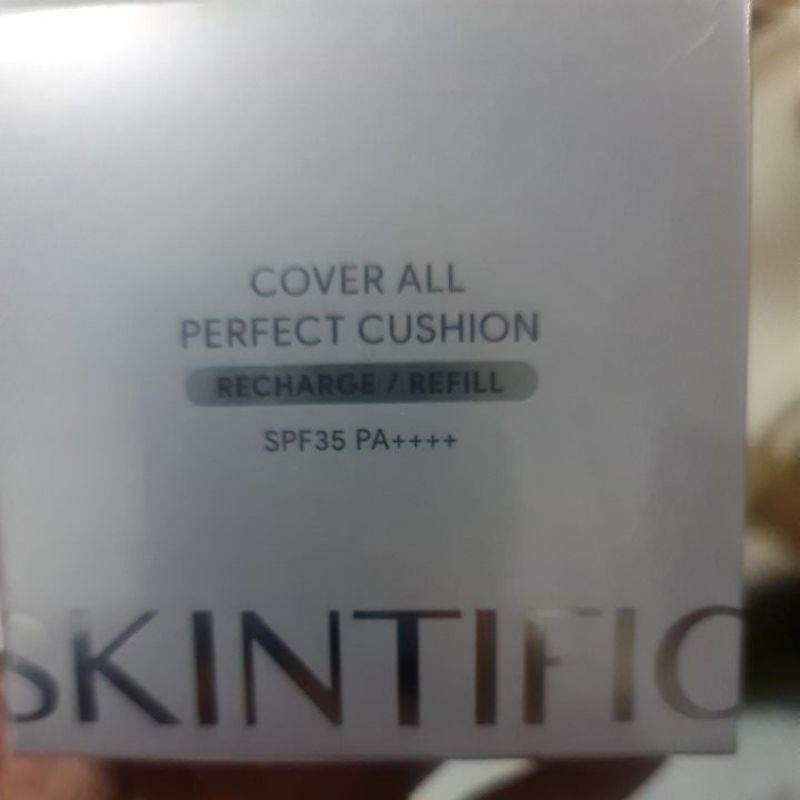 COVER ALL
PERFECT CUSHION
RECHARGE / REFILL
SPF35 PA++++
SKINTIFIC